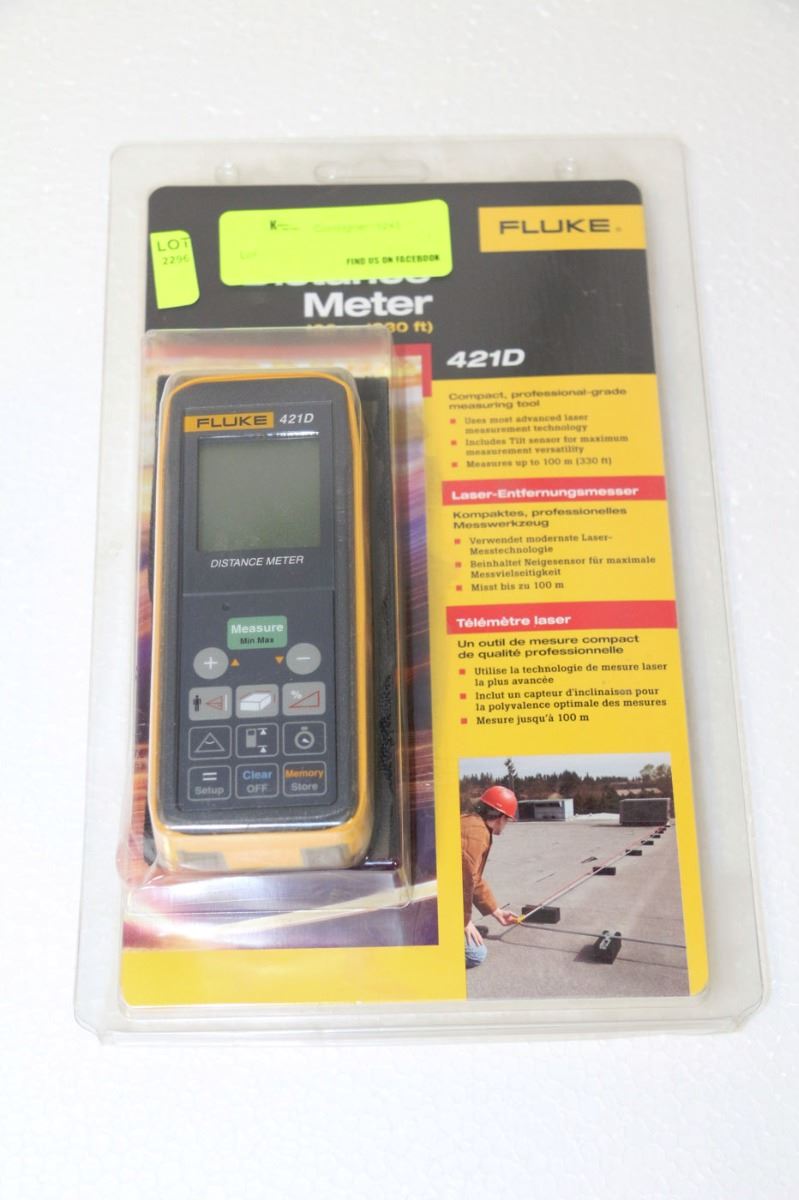 LOT
2296
FIND US ON FACEBOOK
FLUKE®
Distance
Meter
(330 ft)
421D
Compact, professional-grade
measuring tool
Uses most advanced laser
measurement technology
Includes Tilt sensor for maximum
measurement versatility
Measures up to 100 m (330 ft)
Laser-Entfernungsmesser
Kompaktes, professionelles
Messwerkzeug
Verwendet modernste Laser-
Messtechnologie
Beinhaltet Neigesensor für maximale
Messvielseitigkeit
Misst bis zu 100 m
Télémètre laser
Un outil de mesure compact
de qualité professionnelle
Utilise la technologie de mesure laser
la plus avancée
Inclut un capteur d'inclinaison pour
la polyvalence optimale des mesures
Mesure jusqu'à 100 m
FLUKE 421D
DISTANCE METER
Measure
Min Max
+ −
%
= Clear Memory
Setup OFF Store